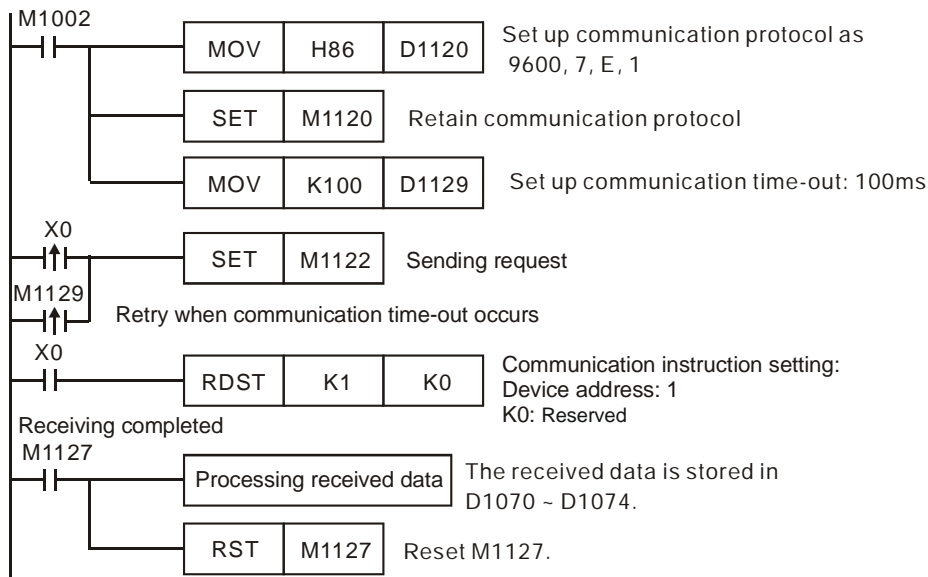 M1002
MOV H86 D1120 Set up communication protocol as
9600, 7, E, 1
SET M1120 Retain communication protocol
MOV K100 D1129 Set up communication time-out: 100ms
X0
SET M1122 Sending request
M1129
Retry when communication time-out occurs
X0
RDST K1 K0 Communication instruction setting:
Device address: 1
K0: Reserved
Receiving completed
M1127
Processing received data The received data is stored in
D1070 ~ D1074.
RST M1127 Reset M1127.